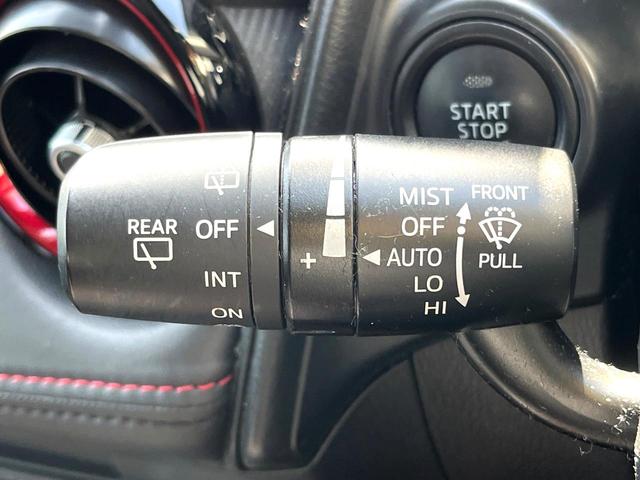 START
STOP
REAR
OFF
INT
ON
+
MIST
OFF
AUTO
LO
HI
FRONT
PULL